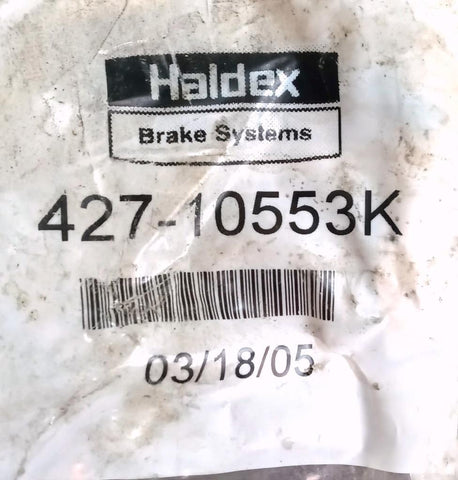 Haldex
Brake Systems
427-10553K
03/18/05